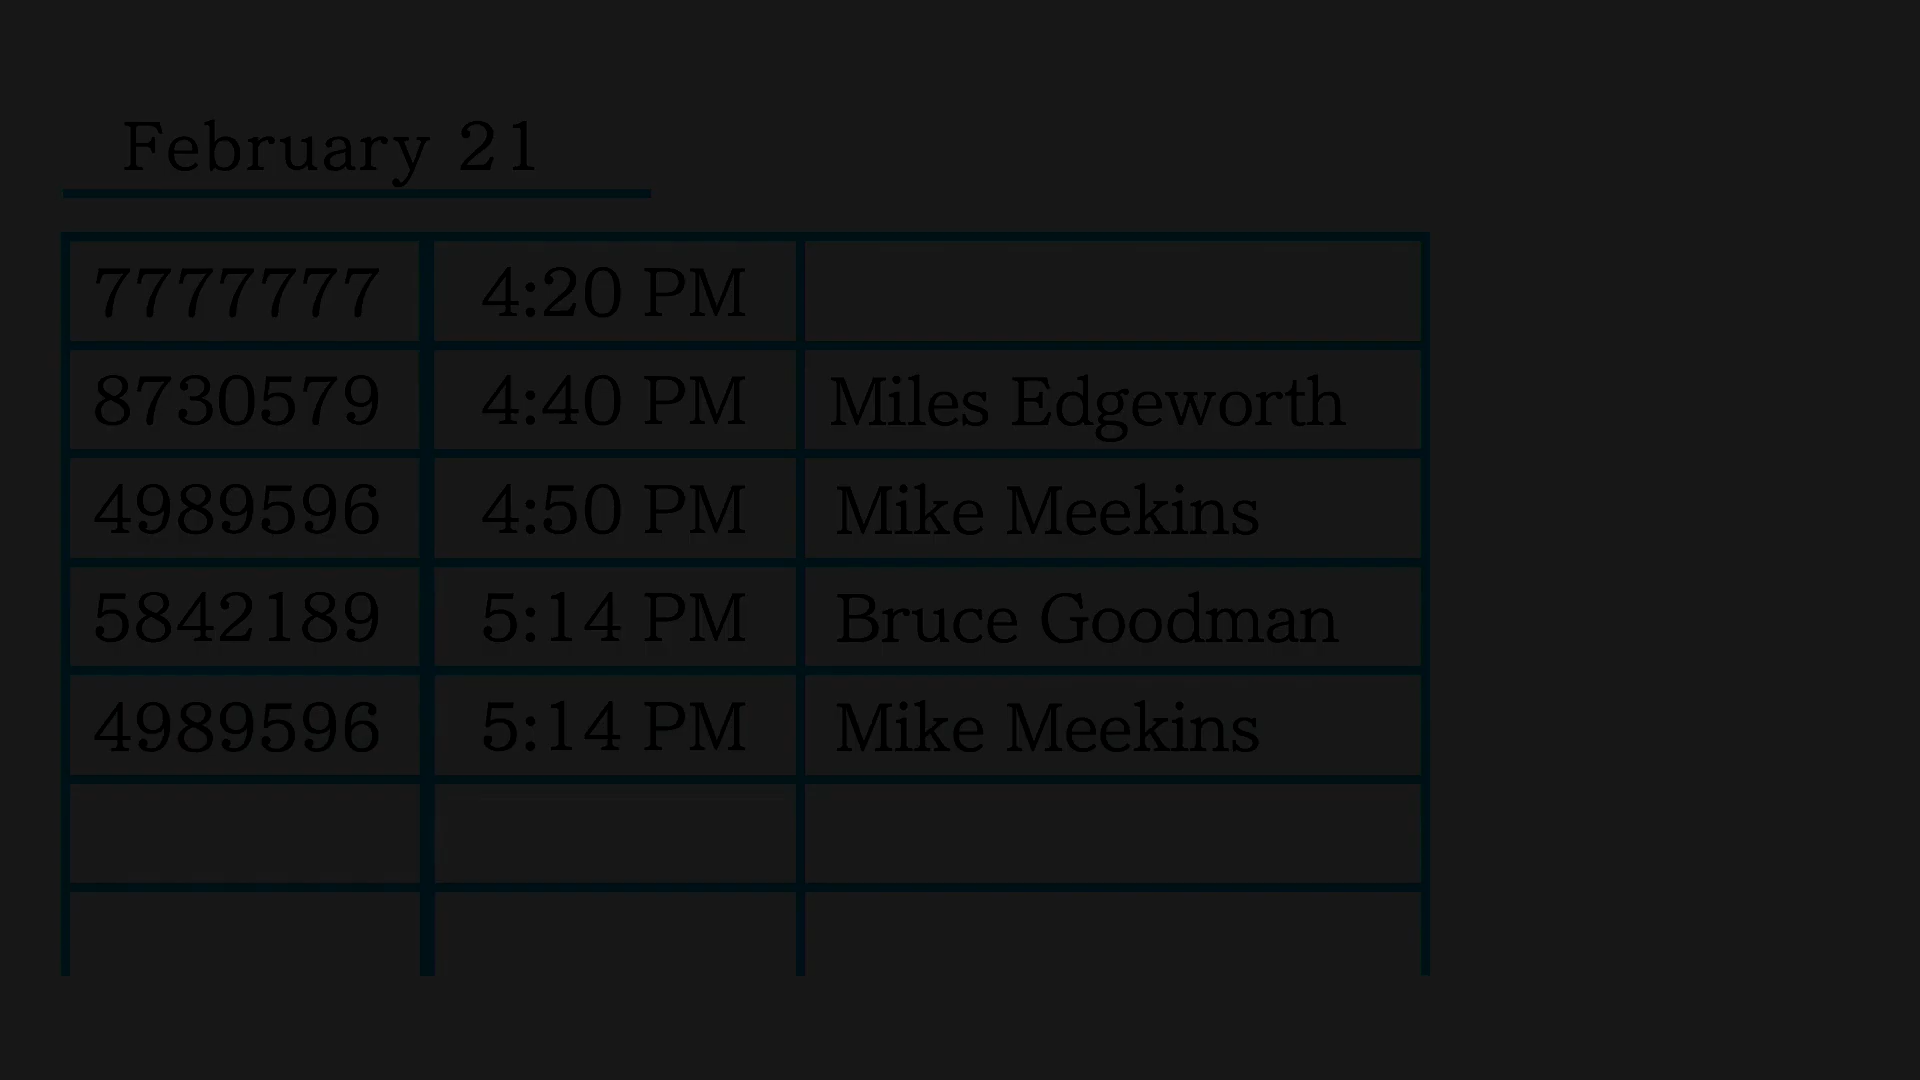 February 21
7777777 4:20 PM
8730579 4:40 PM Miles Edgeworth
4989596 4:50 PM Mike Meekins
5842189 5:14 PM Bruce Goodman
4989596 5:14 PM Mike Meekins